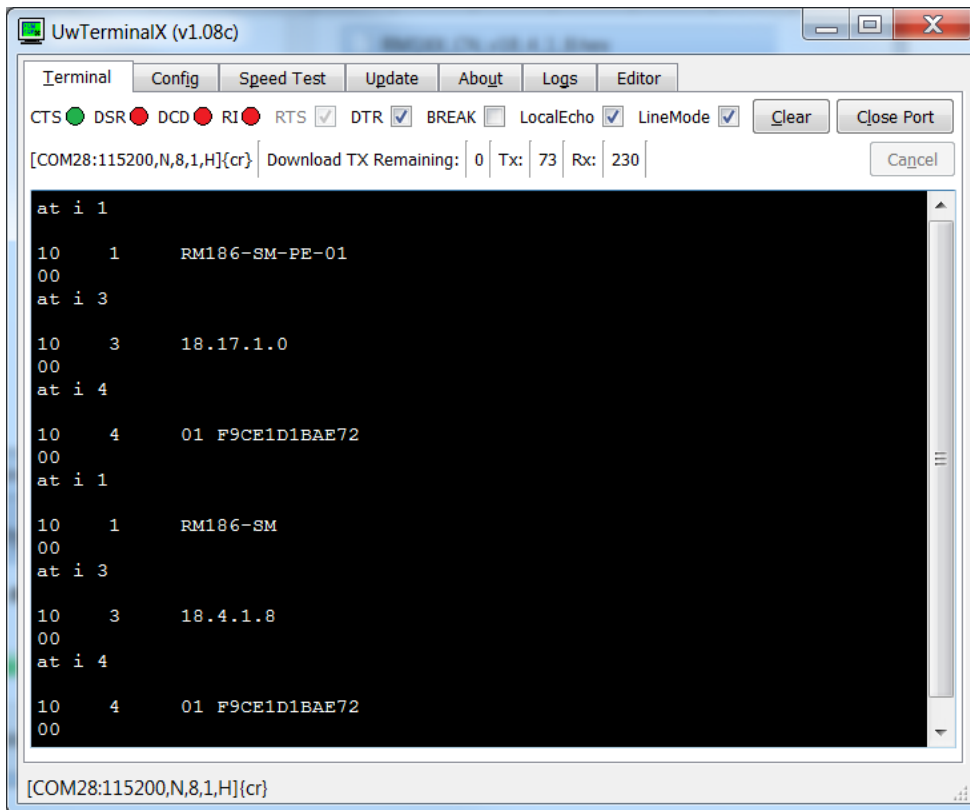 UwTerminalX (v1.08c)
Terminal Config Speed Test Update About Logs Editor
CTS DSR DCD RI RTS DTR BREAK LocalEcho LineMode Clear Close Port
[COM28:115200,N,8,1,H]{cr} Download TX Remaining: 0 Tx: 73 Rx: 230 Cancel
at i 1
10 1 RM186-SM-PE-01
00
at i 3
10 3 18.17.1.0
00
at i 4
10 4 01 F9CE1D1BAE72
00
at i 1
10 1 RM186-SM
00
at i 3
10 3 18.4.1.8
00
at i 4
10 4 01 F9CE1D1BAE72
00
[COM28:115200,N,8,1,H]{cr}